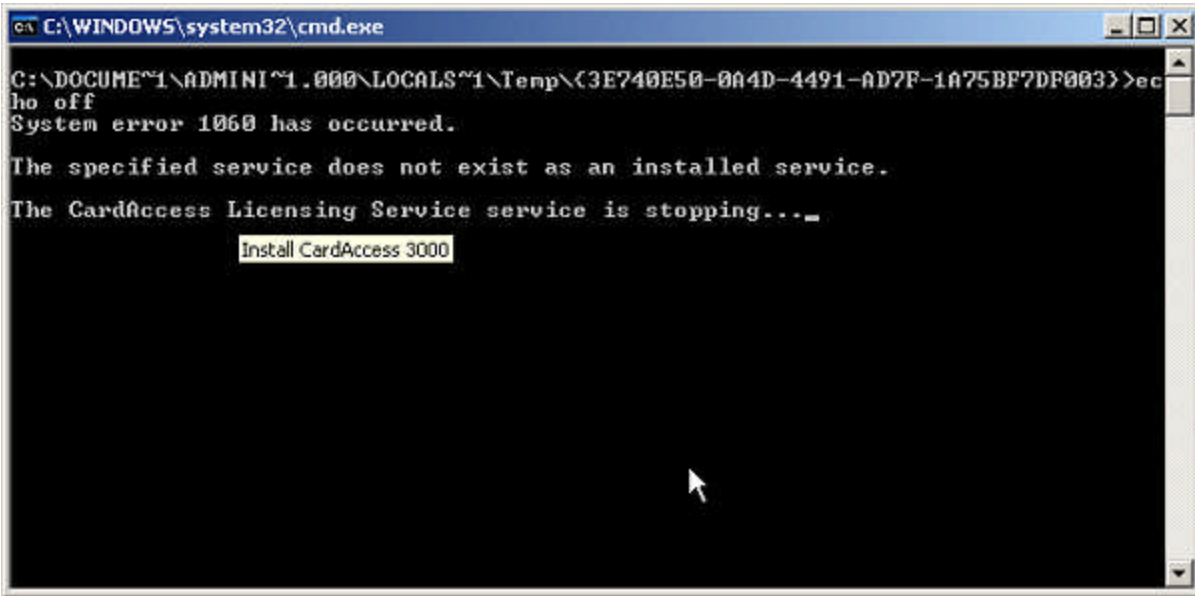 C:\WINDOWS\system32\cmd.exe
C:\DOCUME~1\ADMINI~1.000\LOCALS~1\Temp\{3E740E50-0A4D-4491-AD7F-1A75BF7DF003}>ec
ho off
System error 1060 has occurred.
The specified service does not exist as an installed service.
The CardAccess Licensing Service service is stopping..._
Install CardAccess 3000